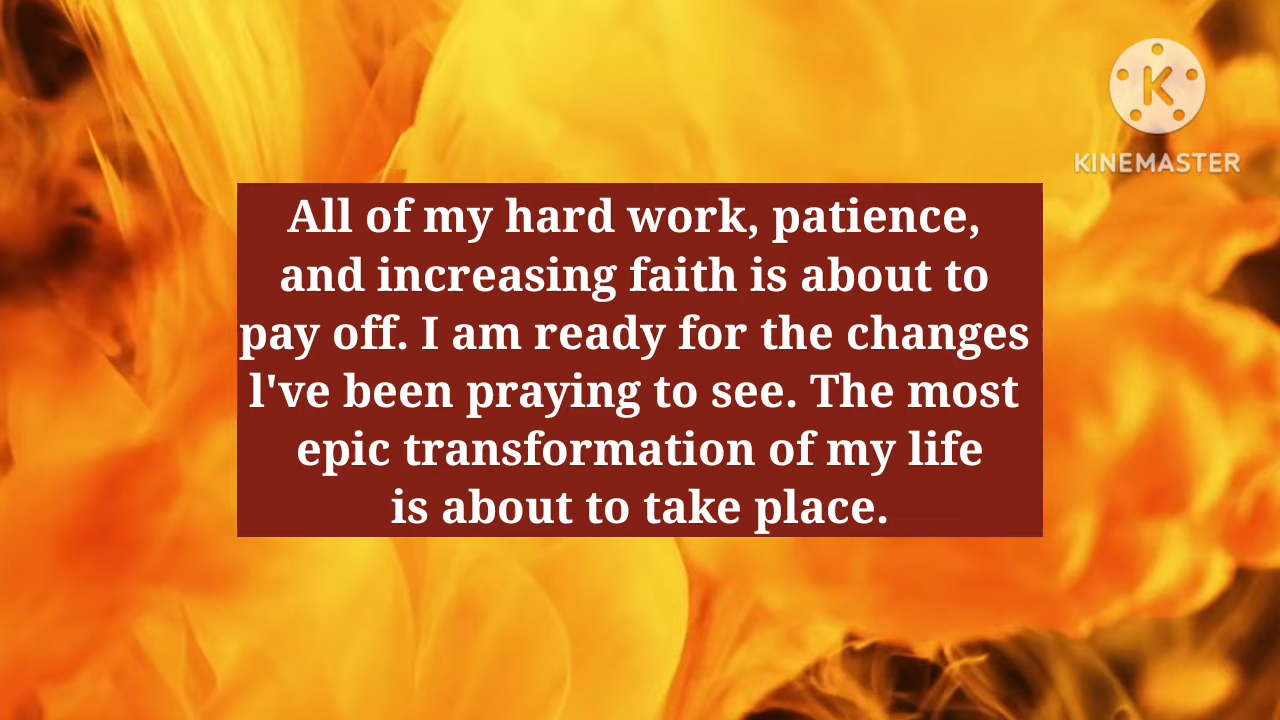 KINEMASTER
All of my hard work, patience,
and increasing faith is about to
pay off. I am ready for the changes
l've been praying to see. The most
epic transformation of my life
is about to take place.